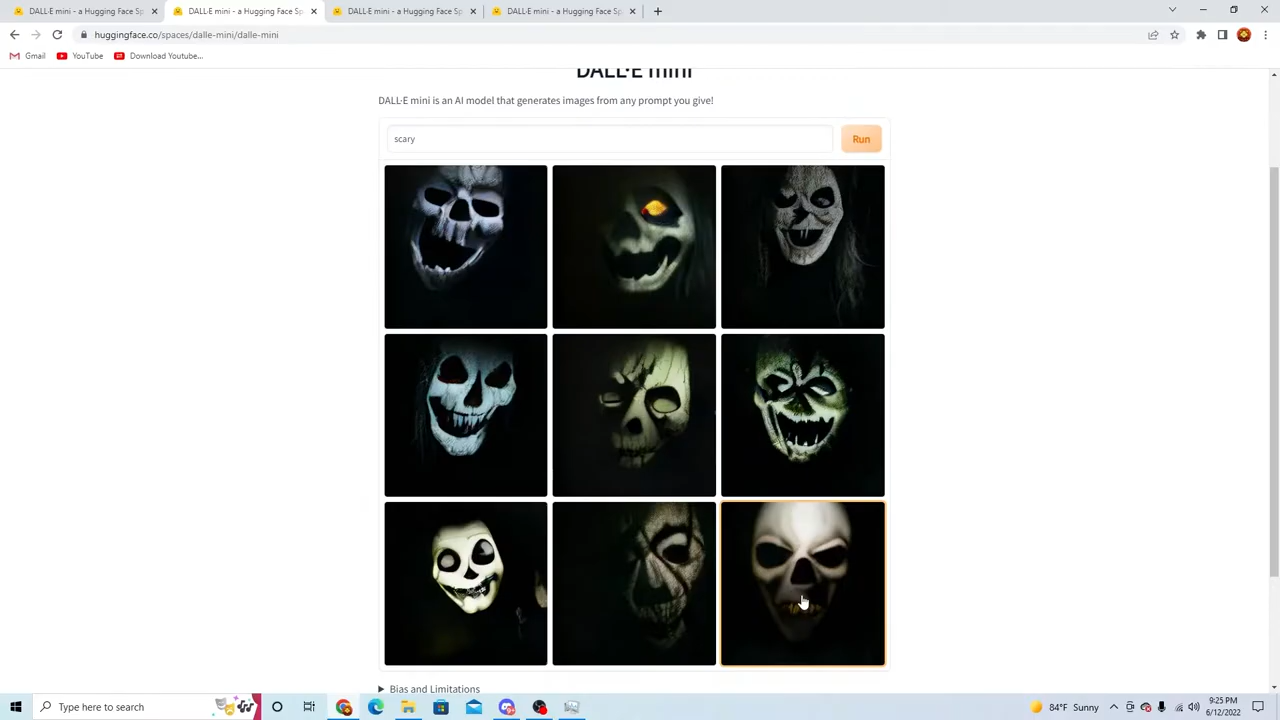 DALL·E mini - a Hugging Face Sp
DALL·E mini - a Hugging Face Sp
DALL·E mini - a Hugging Face Sp
DALL·E mini - a Hugging Face Sp
huggingface.co/spaces/dalle-mini/dalle-mini
Gmail YouTube Download Youtube...
DALL·E mini
DALL·E mini is an AI model that generates images from any prompt you give!
scary Run
Bias and Limitations
Type here to search
84°F Sunny
9:25 PM
6/12/2022